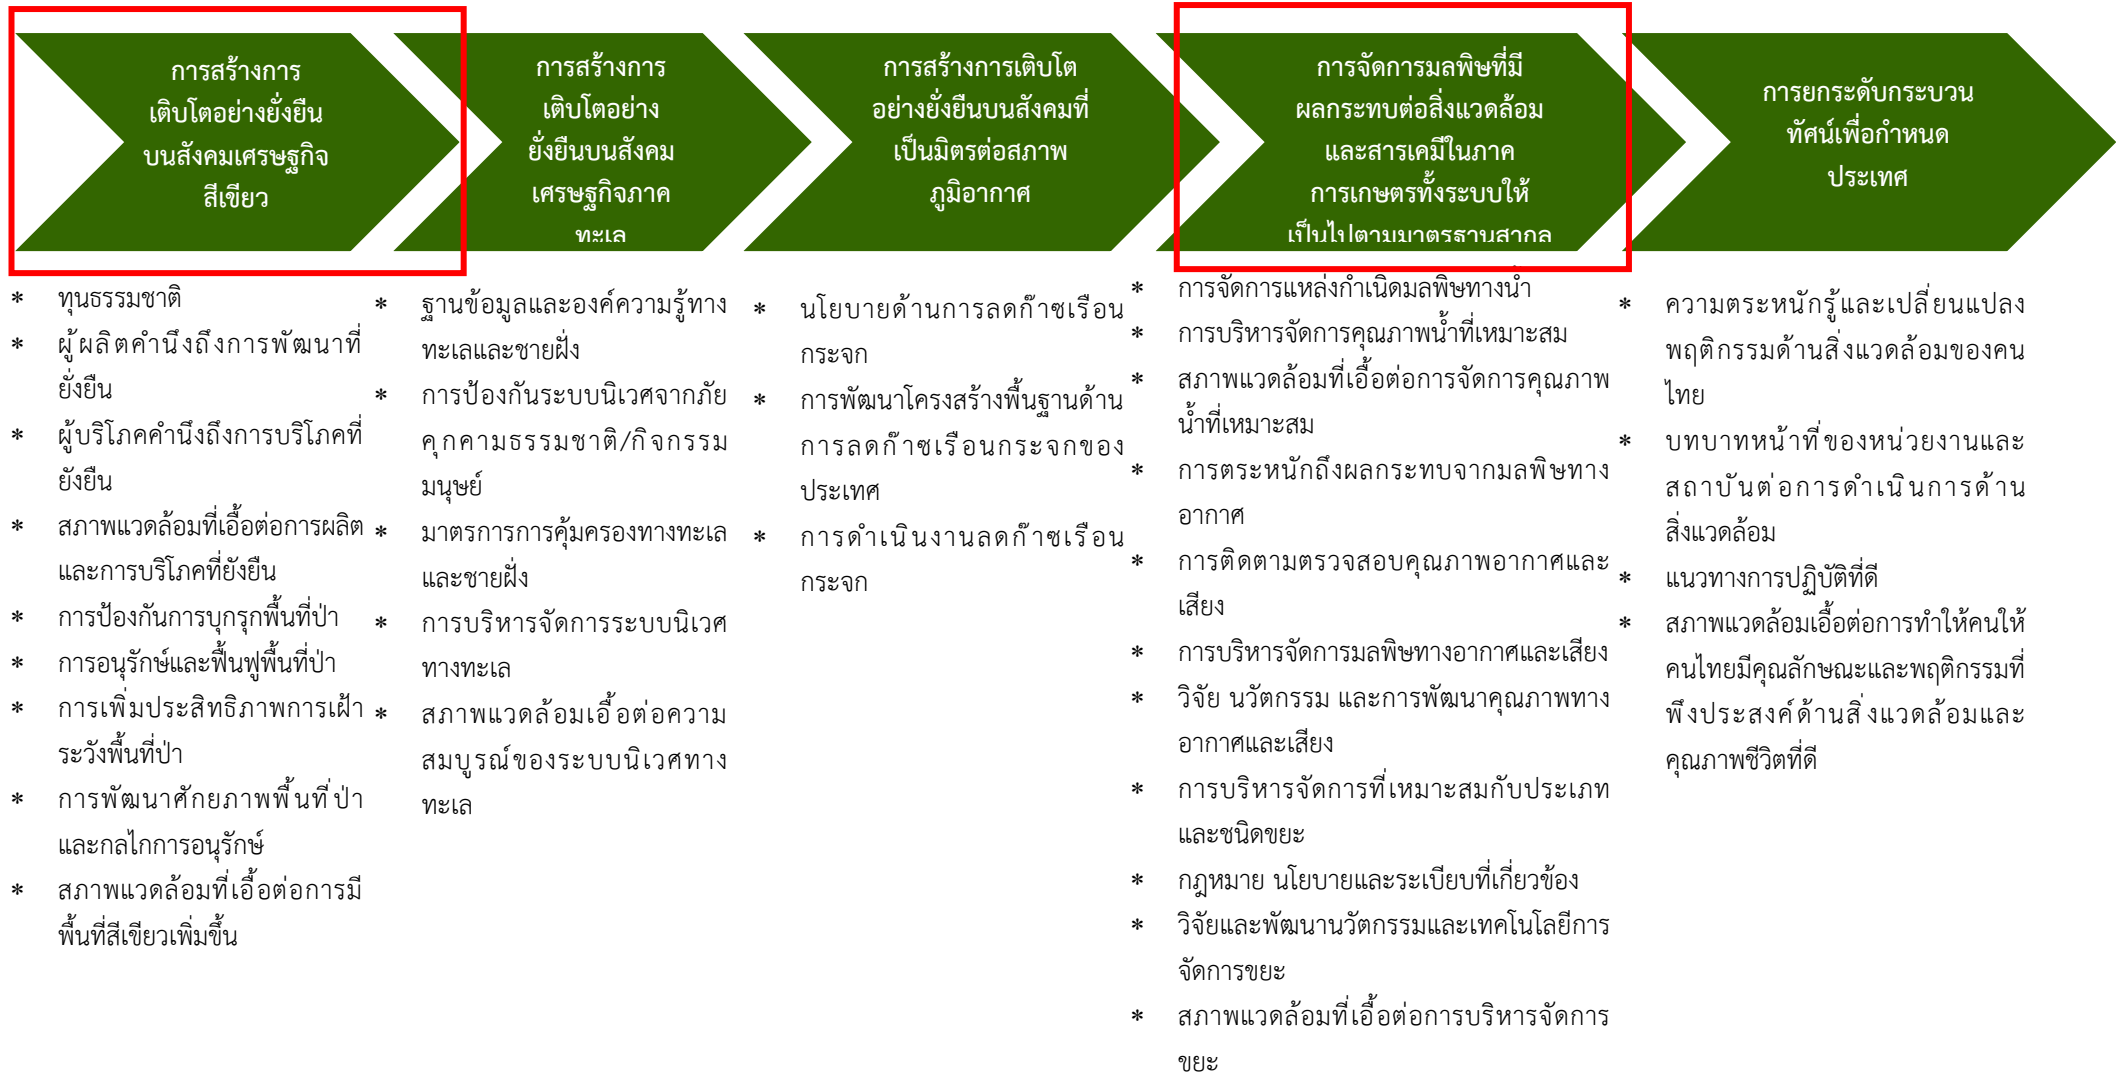 การสร้างการ
เติบโตอย่างยั่งยืน
บนสังคมเศรษฐกิจ
สีเขียว
การสร้างการ
เติบโตอย่าง
ยั่งยืนบนสังคม
เศรษฐกิจภาค
ทะเล
การสร้างการเติบโต
อย่างยั่งยืนบนสังคมที่
เป็นมิตรต่อสภาพ
ภูมิอากาศ
การจัดการมลพิษที่มี
ผลกระทบต่อสิ่งแวดล้อม
และสารเคมีในภาค
การเกษตรทั้งระบบให้
เป็นไปตามมาตรฐานสากล
การยกระดับกระบวน
ทัศน์เพื่อกำหนด
ประเทศ
* ทุนธรรมชาติ
* ผู้ผลิตคำนึงถึงการพัฒนาที่
ยั่งยืน
* ผู้บริโภคคำนึงถึงการบริโภคที่
ยังยืน
* สภาพแวดล้อมที่เอื้อต่อการผลิต
และการบริโภคที่ยังยืน
* การป้องกันการบุกรุกพื้นที่ป่า
* การอนุรักษ์และฟื้นฟูพื้นที่ป่า
* การเพิ่มประสิทธิภาพการเฝ้า
ระวังพื้นที่ป่า
* การพัฒนาศักยภาพพื้นที่ป่า
และกลไกการอนุรักษ์
* สภาพแวดล้อมที่เอื้อต่อการมี
พื้นที่สีเขียวเพิ่มขึ้น
* ฐานข้อมูลและองค์ความรู้ทาง
ทะเลและชายฝั่ง
* การป้องกันระบบนิเวศจากภัย
คุกคามธรรมชาติ/กิจกรรม
มนุษย์
* มาตรการการคุ้มครองทางทะเล
และชายฝั่ง
* การบริหารจัดการระบบนิเวศ
ทางทะเล
* สภาพแวดล้อมเอื้อต่อความ
สมบูรณ์ของระบบนิเวศทาง
ทะเล
* นโยบายด้านการลดก๊าซเรือน
กระจก
* การพัฒนาโครงสร้างพื้นฐานด้าน
การลดก๊าซเรือนกระจกของ
ประเทศ
* การดำเนินงานลดก๊าซเรือน
กระจก
* การจัดการแหล่งกำเนิดมลพิษทางน้ำ
* การบริหารจัดการคุณภาพน้ำที่เหมาะสม
* สภาพแวดล้อมที่เอื้อต่อการจัดการคุณภาพ
น้ำที่เหมาะสม
* การตระหนักถึงผลกระทบจากมลพิษทาง
อากาศ
* การติดตามตรวจสอบคุณภาพอากาศและ
เสียง
* การบริหารจัดการมลพิษทางอากาศและเสียง
* วิจัย นวัตกรรม และการพัฒนาคุณภาพทาง
อากาศและเสียง
* การบริหารจัดการที่เหมาะสมกับประเภท
และชนิดขยะ
* กฎหมาย นโยบายและระเบียบที่เกี่ยวข้อง
* วิจัยและพัฒนานวัตกรรมและเทคโนโลยีการ
จัดการขยะ
* สภาพแวดล้อมที่เอื้อต่อการบริหารจัดการ
ขยะ
* ความตระหนักรู้และเปลี่ยนแปลง
พฤติกรรมด้านสิ่งแวดล้อมของคน
ไทย
* บทบาทหน้าที่ของหน่วยงานและ
สถาบันต่อการดำเนินการด้าน
สิ่งแวดล้อม
* แนวทางการปฏิบัติที่ดี
* สภาพแวดล้อมเอื้อต่อการทำให้คนให้
คนไทยมีคุณลักษณะและพฤติกรรมที่
พึงประสงค์ด้านสิ่งแวดล้อมและ
คุณภาพชีวิตที่ดี